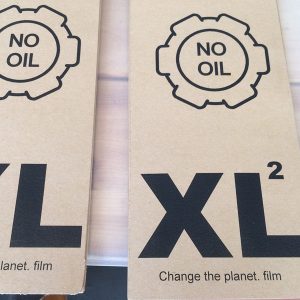 NO
OIL
XL
planet. film
NO
OIL
XL²
Change the planet. film